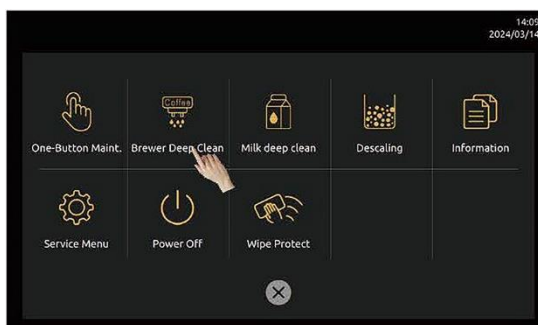 14:09
2024/03/14
Coffee
One-Button Maint.
Brewer Deep Clean
Milk deep clean
Descaling
Information
Service Menu
Power Off
Wipe Protect